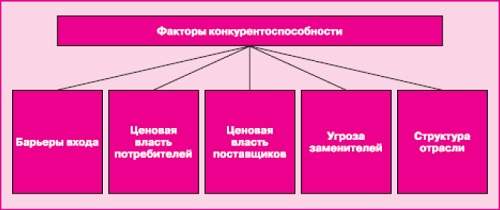 Факторы конкурентоспособности
Барьеры входа
Ценовая
власть
потребителей
Ценовая
власть
поставщиков
Угроза
заменителей
Структура
отрасли